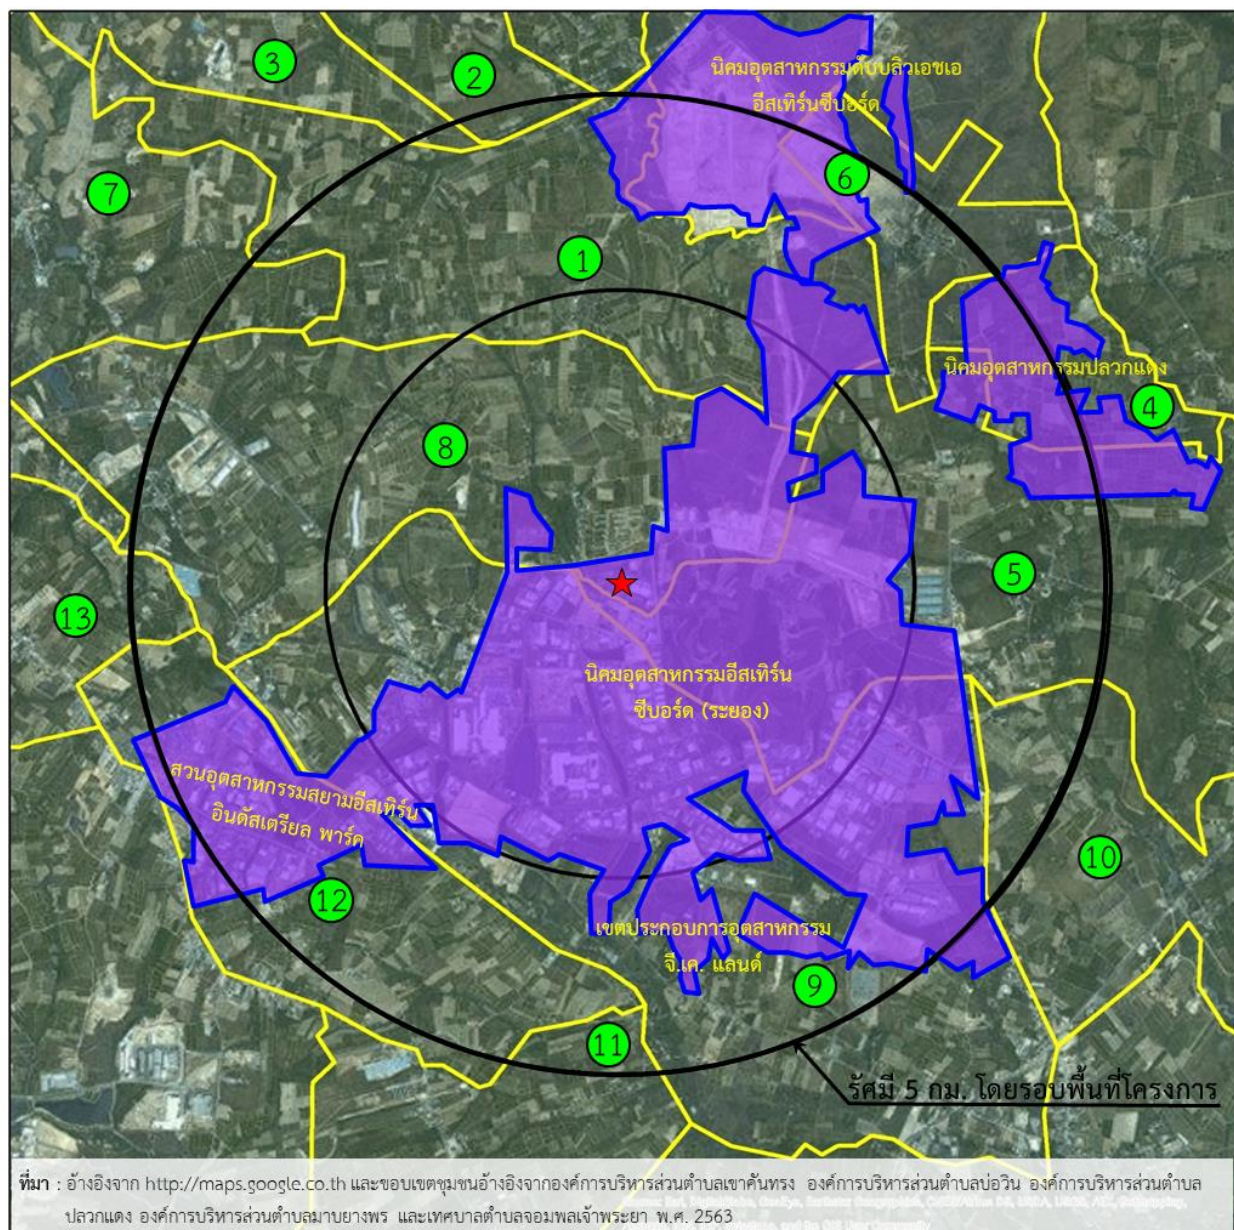 3
2
นิคมอุตสาหกรรมดับบลิวเอชเอ
อีสเทิร์นซีบอร์ด
6
7
1
นิคมอุตสาหกรรมปลวกแดง
4
8
5
13
นิคมอุตสาหกรรมอีสเทิร์น
ซีบอร์ด (ระยอง)
สวนอุตสาหกรรมสยามอีสเทิร์น
อินดัสเตรียล พาร์ค
10
12
เขตประกอบการอุตสาหกรรม
จี.เค. แลนด์
9
11
รัศมี 5 กม. โดยรอบพื้นที่โครงการ
ที่มา : อ้างอิงจาก http://maps.google.co.th และขอบเขตชุมชนอ้างอิงจากองค์การบริหารส่วนตำบลเขาคันทรง องค์การบริหารส่วนตำบลบ่อวิน องค์การบริหารส่วนตำบล
ปลวกแดง องค์การบริหารส่วนตำบลมาบยางพร และเทศบาลตำบลจอมพลเจ้าพระยา พ.ศ. 2563